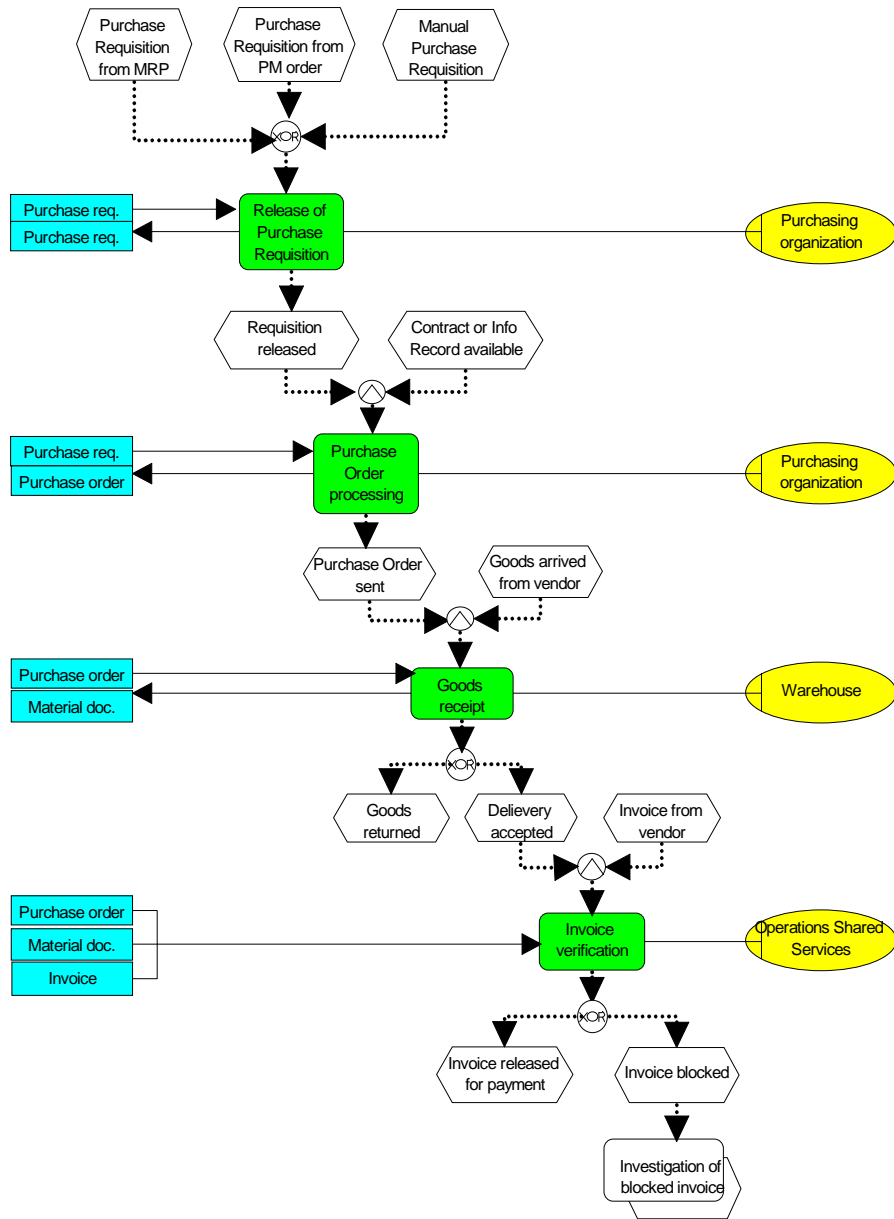 Purchase
Requisition
from MRP
Purchase
Requisition from
PM order
Manual
Purchase
Requisition
XOR
Purchase req.
Purchase req.
Release of
Purchase
Requisition
Purchasing
organization
Requisition
released
Contract or Info
Record available
Purchase req.
Purchase order
Purchase
Order
processing
Purchasing
organization
Purchase Order
sent
Goods arrived
from vendor
Purchase order
Material doc.
Goods
receipt
Warehouse
XOR
Goods
returned
Delievery
accepted
Invoice from
vendor
Purchase order
Material doc.
Invoice
Invoice
verification
Operations Shared
Services
XOR
Invoice released
for payment
Invoice blocked
Investigation of
blocked invoice